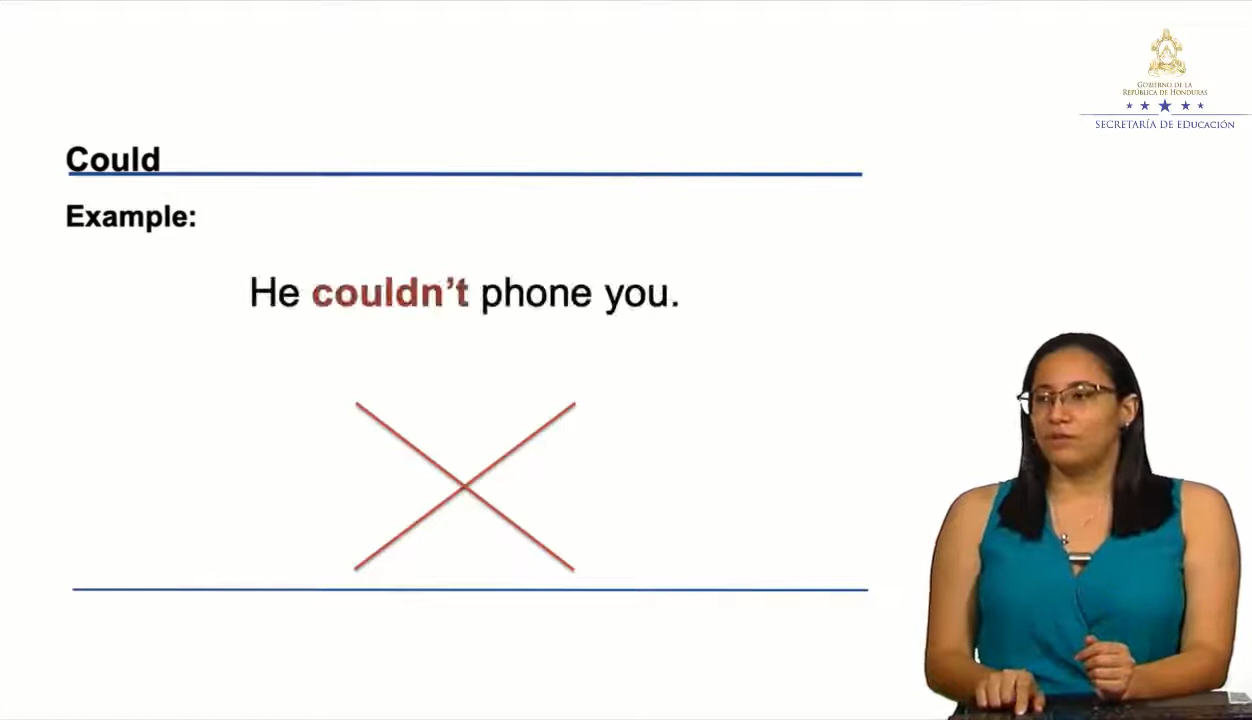 GOBIERNO DE LA
REPÚBLICA DE HONDURAS
SECRETARÍA DE EDUCACIÓN
Could
Example:
He couldn't phone you.